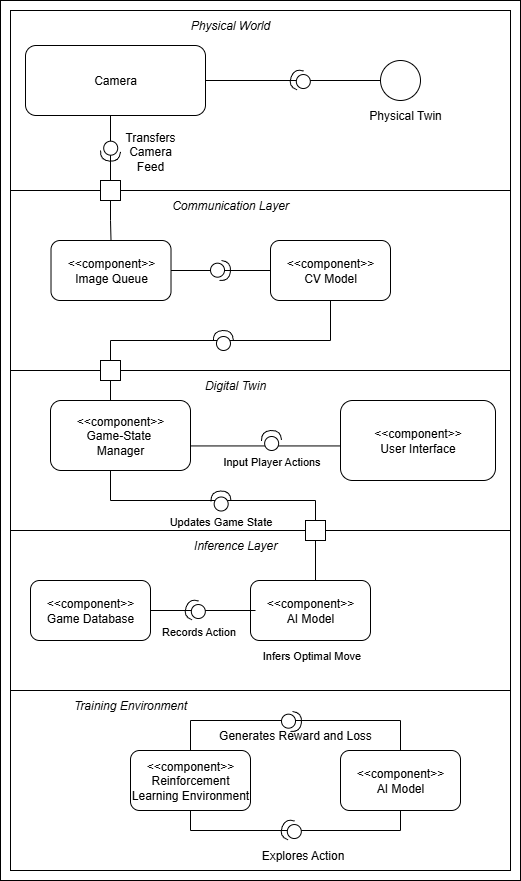 Physical World
Camera
Physical Twin
Transfers
Camera
Feed
Communication Layer
<<component>>
Image Queue
<<component>>
CV Model
Digital Twin
<<component>>
Game-State
Manager
<<component>>
User Interface
Input Player Actions
Updates Game State
Inference Layer
<<component>>
Game Database
<<component>>
AI Model
Records Action
Infers Optimal Move
Training Environment
Generates Reward and Loss
<<component>>
Reinforcement
Learning Environment
<<component>>
AI Model
Explores Action